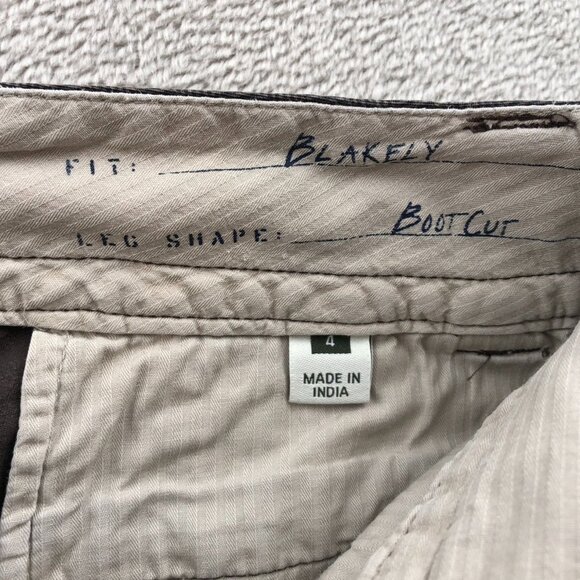 FIT: BLAKELY
LEG SHAPE: BOOT CUT
4
MADE IN
INDIA